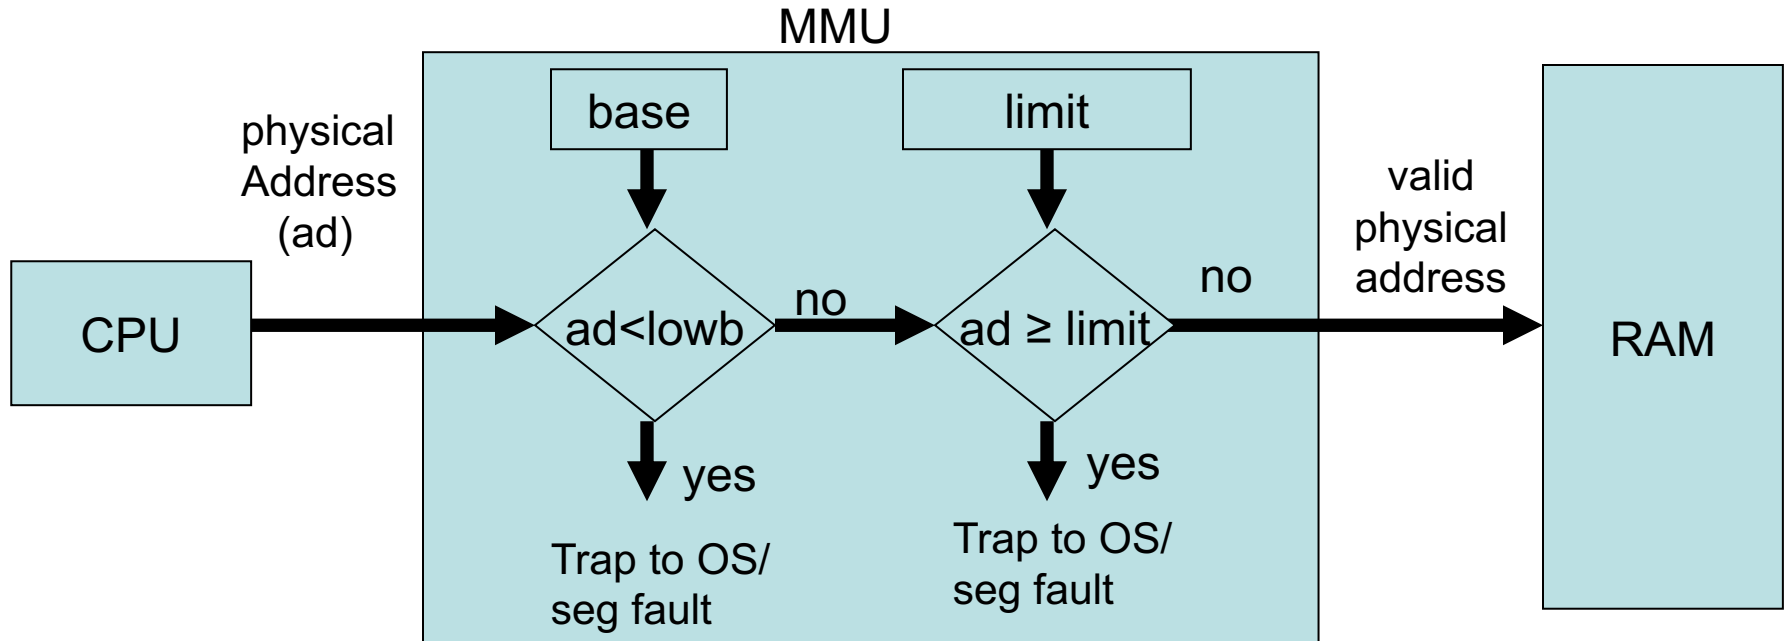 MMU
base
limit
physical
Address
(ad)
valid
physical
address
CPU
ad<lowb
no
ad ≥ limit
no
RAM
yes
Trap to OS/
seg fault
yes
Trap to OS/
seg fault